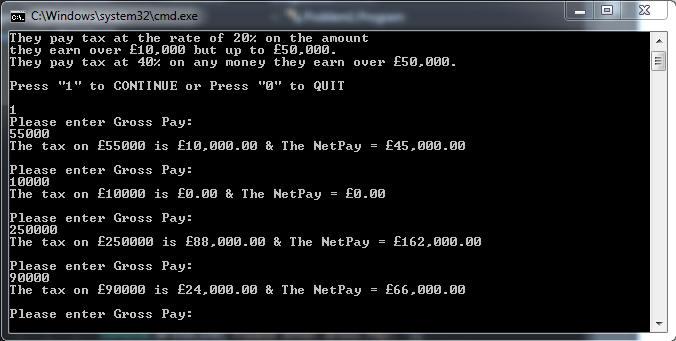 Problem1.Program
C:\Windows\system32\cmd.exe
They pay tax at the rate of 20% on the amount
they earn over £10,000 but up to £50,000.
They pay tax at 40% on any money they earn over £50,000.
Press "1" to CONTINUE or Press "0" to QUIT
1
Please enter Gross Pay:
55000
The tax on £55000 is £10,000.00 & The NetPay = £45,000.00
Please enter Gross Pay:
10000
The tax on £10000 is £0.00 & The NetPay = £0.00
Please enter Gross Pay:
250000
The tax on £250000 is £88,000.00 & The NetPay = £162,000.00
Please enter Gross Pay:
90000
The tax on £90000 is £24,000.00 & The NetPay = £66,000.00
Please enter Gross Pay: